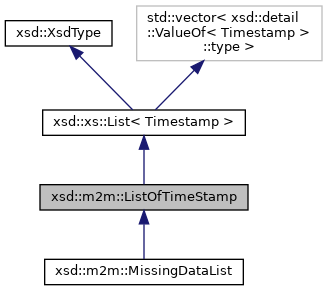 xsd::XsdType
std::vector< xsd::detail
::ValueOf< Timestamp >
::type >
xsd::xs::List< Timestamp >
xsd::m2m::ListOfTimeStamp
xsd::m2m::MissingDataList